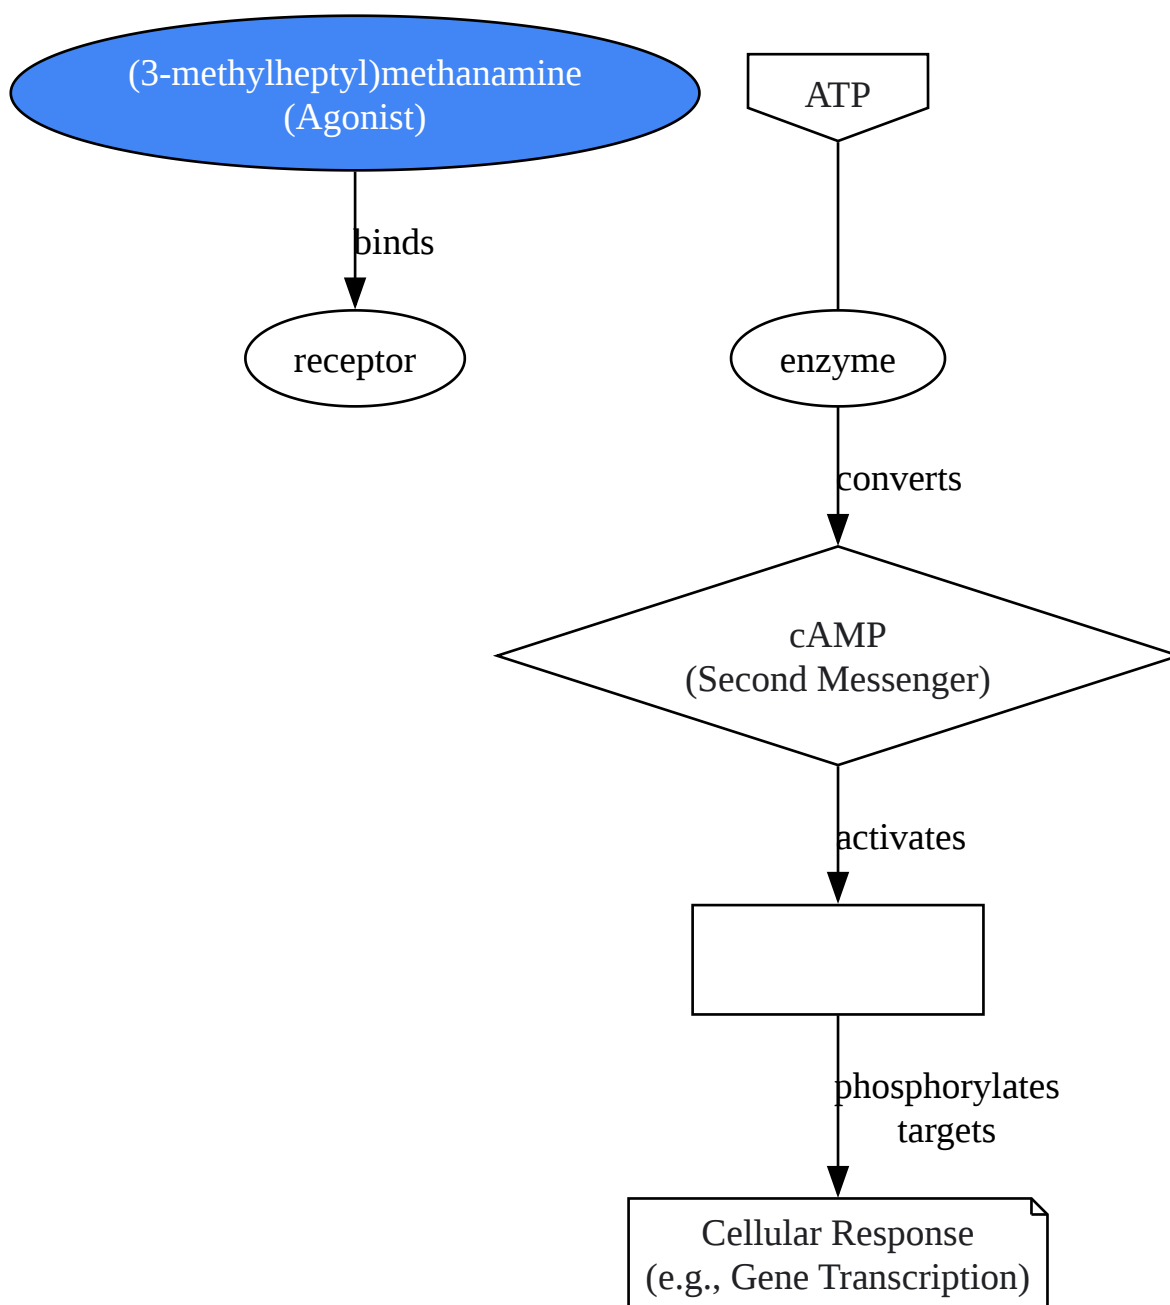 (3-methylheptyl)methanamine
(Agonist)
ATP
binds
receptor
enzyme
converts
cAMP
(Second Messenger)
activates
phosphorylates
targets
Cellular Response
(e.g., Gene Transcription)